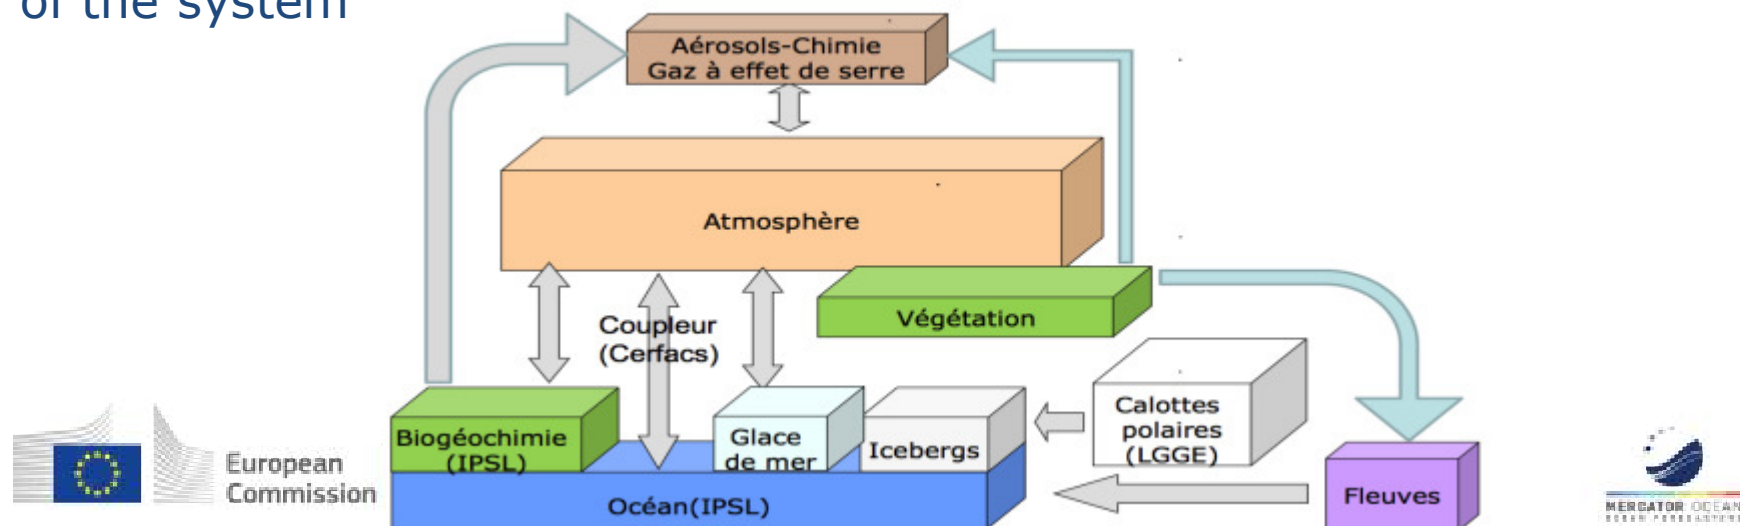 of the system
Aérosols-Chimie
Gaz à effet de serre
Atmosphère
Végétation
Coupleur
(Cerfacs)
Calottes
polaires
(LGGE)
Biogéochimie
(IPSL)
Glace
de mer
Icebergs
Océan(IPSL)
Fleuves
European
Commission
MERCATOR OCEAN